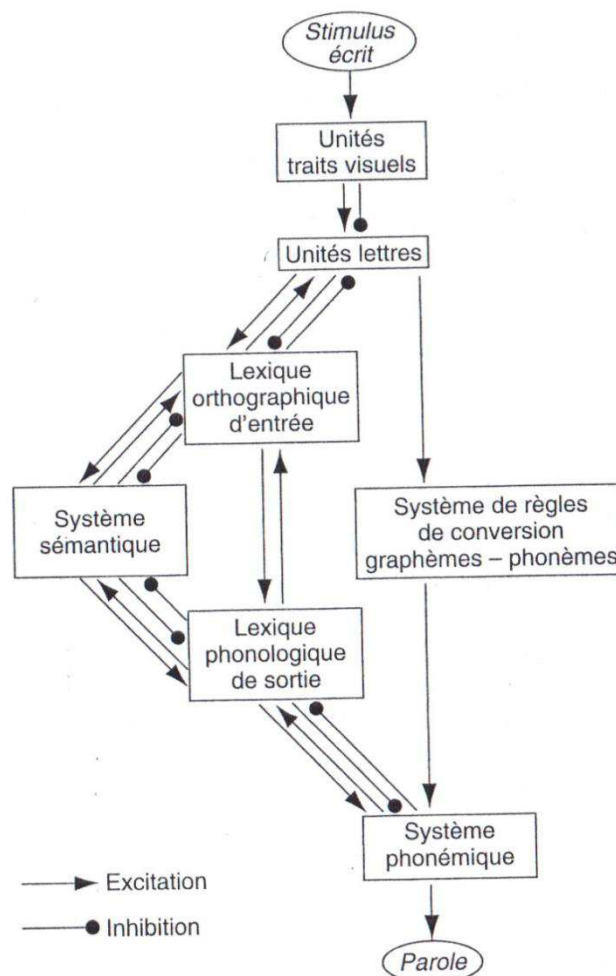 Stimulus
écrit
Unités
traits visuels
Unités lettres
Lexique
orthographique
d'entrée
Système
sémantique
Système de règles
de conversion
graphèmes – phonèmes
Lexique
phonologique
de sortie
Système
phonémique
Excitation
Inhibition
Parole